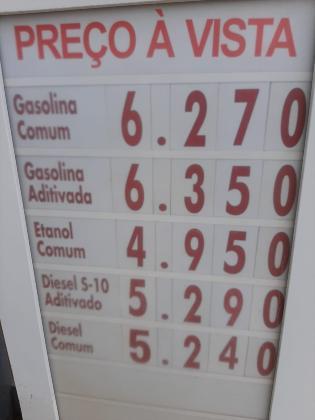 PREÇO À VISTA
Gasolina Comum 6.270
Gasolina Aditivada 6.350
Etanol Comum 4.950
Diesel S-10 Aditivado 5.290
Diesel Comum 5.240